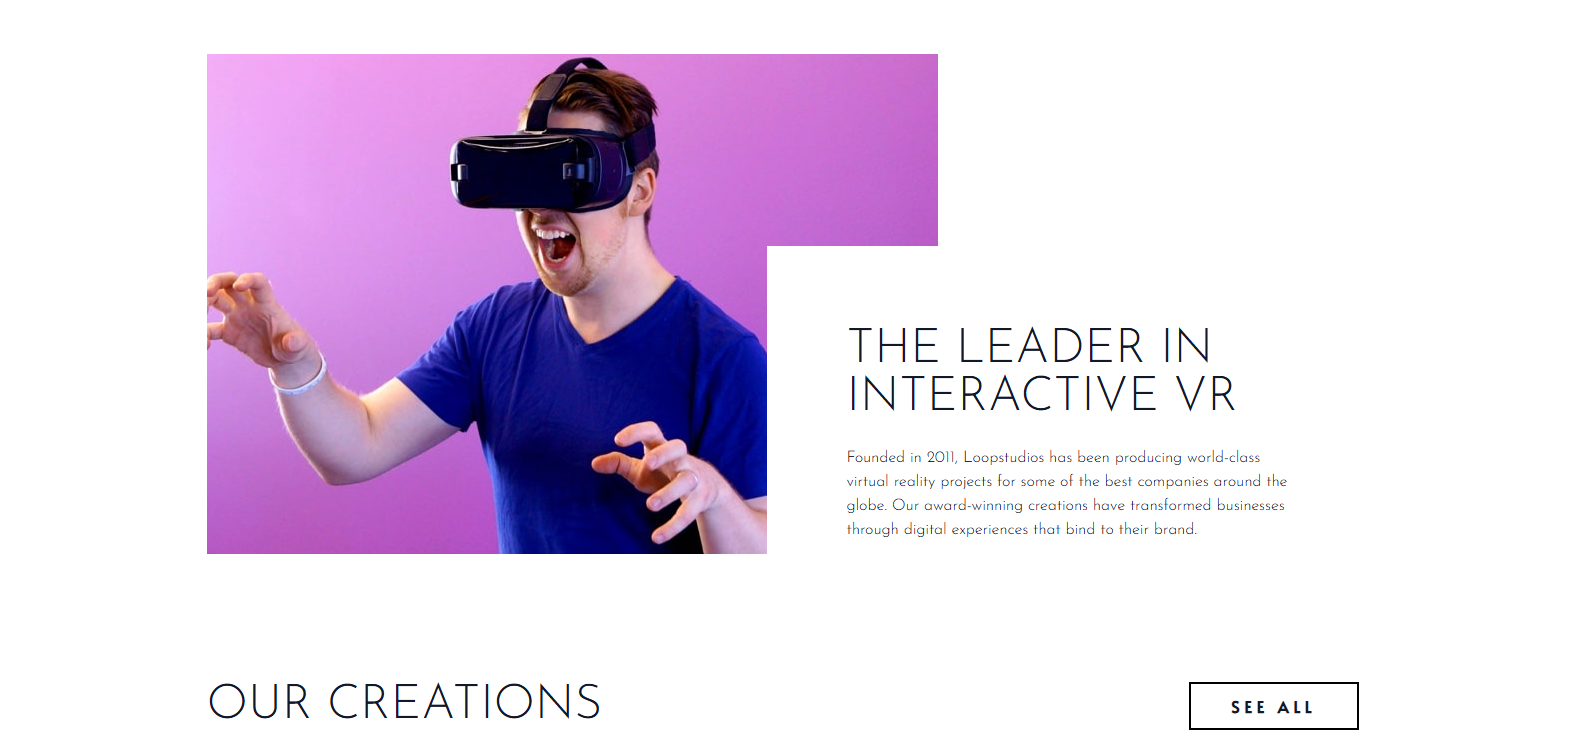 THE LEADER IN
INTERACTIVE VR
Founded in 2011, Loopstudios has been producing world-class
virtual reality projects for some of the best companies around the
globe. Our award-winning creations have transformed businesses
through digital experiences that bind to their brand.
OUR CREATIONS
SEE ALL